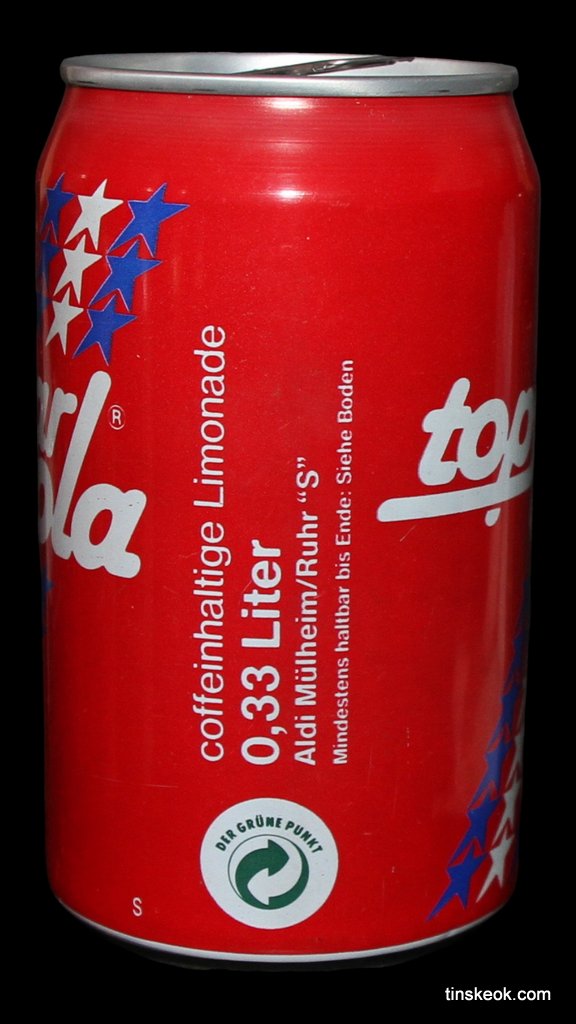 ®
coffeinhaltige Limonade
0,33 Liter
Aldi Mülheim/Ruhr “S”
Mindestens haltbar bis Ende: Siehe Boden
DER GRÜNE PUNKT
S
tinskeok.com